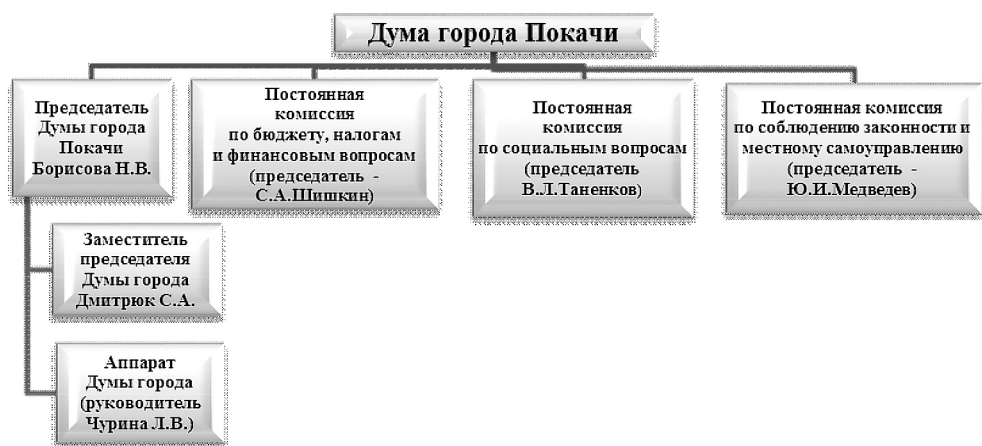 Дума города Покачи
Председатель
Думы города
Покачи
Борисова Н.В.
Постоянная
комиссия
по бюджету, налогам
и финансовым вопросам
(председатель -
С.А.Шишкин)
Постоянная
комиссия
по социальным вопросам
(председатель
В.Л.Таненков)
Постоянная комиссия
по соблюдению законности и
местному самоуправлению
(председатель -
Ю.И.Медведев)
Заместитель
председателя
Думы города
Дмитрюк С.А.
Аппарат
Думы города
(руководитель
Чурина Л.В.)